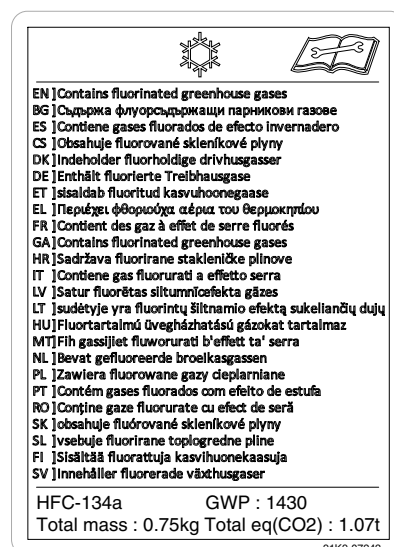 EN ]Contains fluorinated greenhouse gases
BG ]Съдържа флуорсъдържащи парникови газове
ES ]Contiene gases fluorados de efecto invernadero
CS ]Obsahuje fluorované skleníkové plyny
DK ]Indeholder fluorholdige drivhusgasser
DE ]Enthält fluorierte Treibhausgase
ET ]sisaldab fluoritud kasvuhoonegaase
EL ]Περιέχει φθοριούχα αέρια του θερμοκηπίου
FR ]Contient des gaz à effet de serre fluorés
GA]Contains fluorinated greenhouse gases
HR]Sadržava fluorirane stakleničke plinove
IT ]Contiene gas fluorurati a effetto serra
LV ]Satur fluorētas siltumnīcefekta gāzes
LT ]sudėtyje yra fluorintų šiltnamio efektą sukeliančių dujų
HU]Fluortartalmú üvegházhatású gázokat tartalmaz
MT]Fih gassijiet fluworurati b'effett ta' serra
NL ]Bevat gefluoreerde broeikasgassen
PL ]Zawiera fluorowane gazy cieplarniane
PT ]Contém gases fluorados com efeito de estufa
RO ]Conţine gaze fluorurate cu efect de seră
SK ]obsahuje fluórované skleníkové plyny
SL ]vsebuje fluorirane toplogredne pline
FI ]Sisältää fluorattuja kasvihuonekaasuja
SV ]Innehåller fluorerade växthusgaser
HFC-134a GWP : 1430
Total mass : 0.75kg Total eq(CO2) : 1.07t